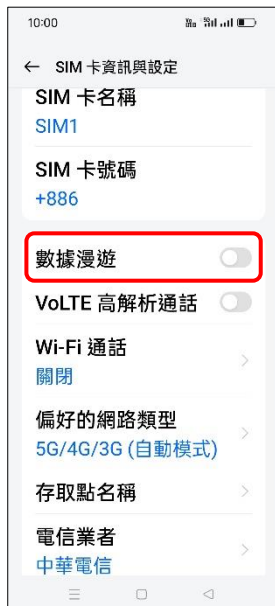 10:00
SIM 卡資訊與設定
SIM 卡名稱
SIM1
SIM 卡號碼
+886
數據漫遊
VoLTE 高解析通話
Wi-Fi 通話
關閉
偏好的網路類型
5G/4G/3G (自動模式)
存取點名稱
電信業者
中華電信